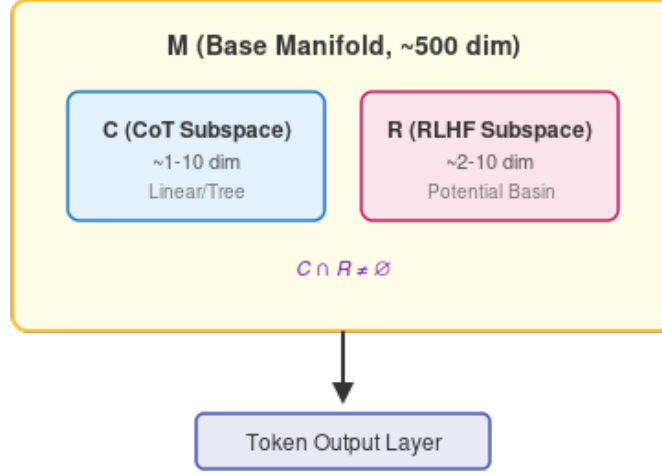 M (Base Manifold, ~500 dim)
C (CoT Subspace)
~1-10 dim
Linear/Tree
R (RLHF Subspace)
~2-10 dim
Potential Basin
C ∩ R ≠ ∅
Token Output Layer